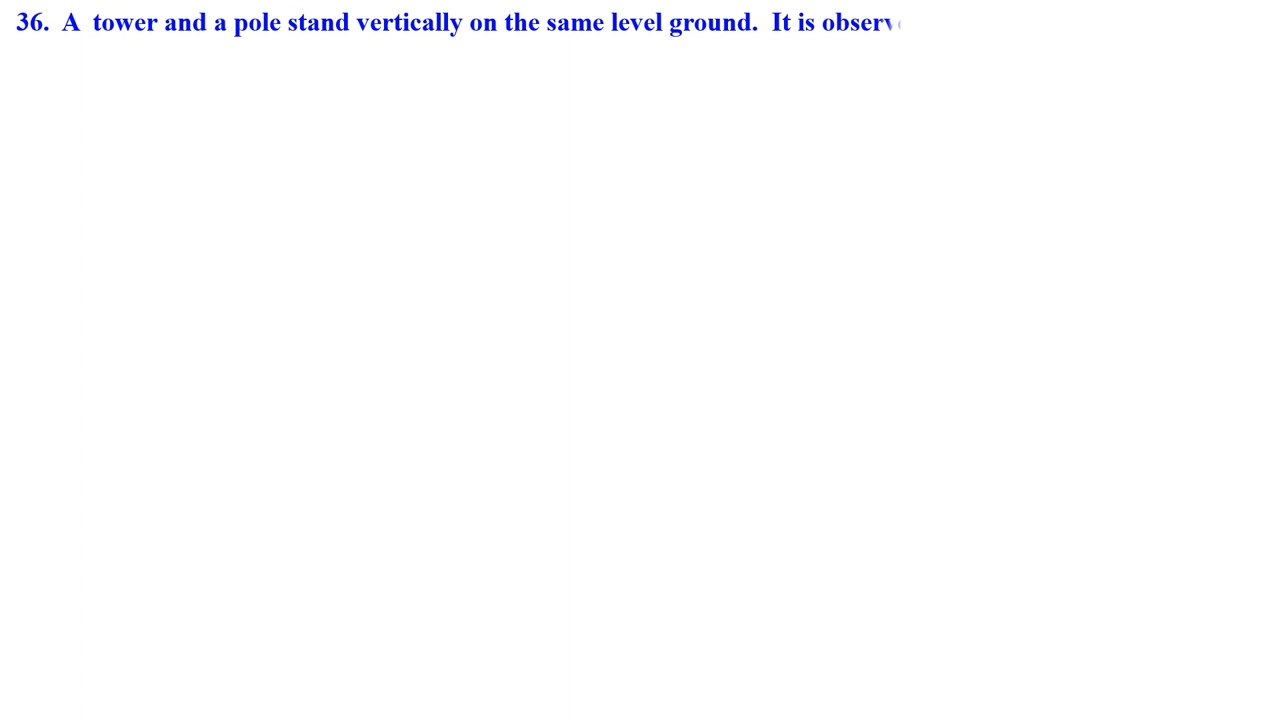 36.  A  tower and a pole stand vertically on the same level ground.  It is